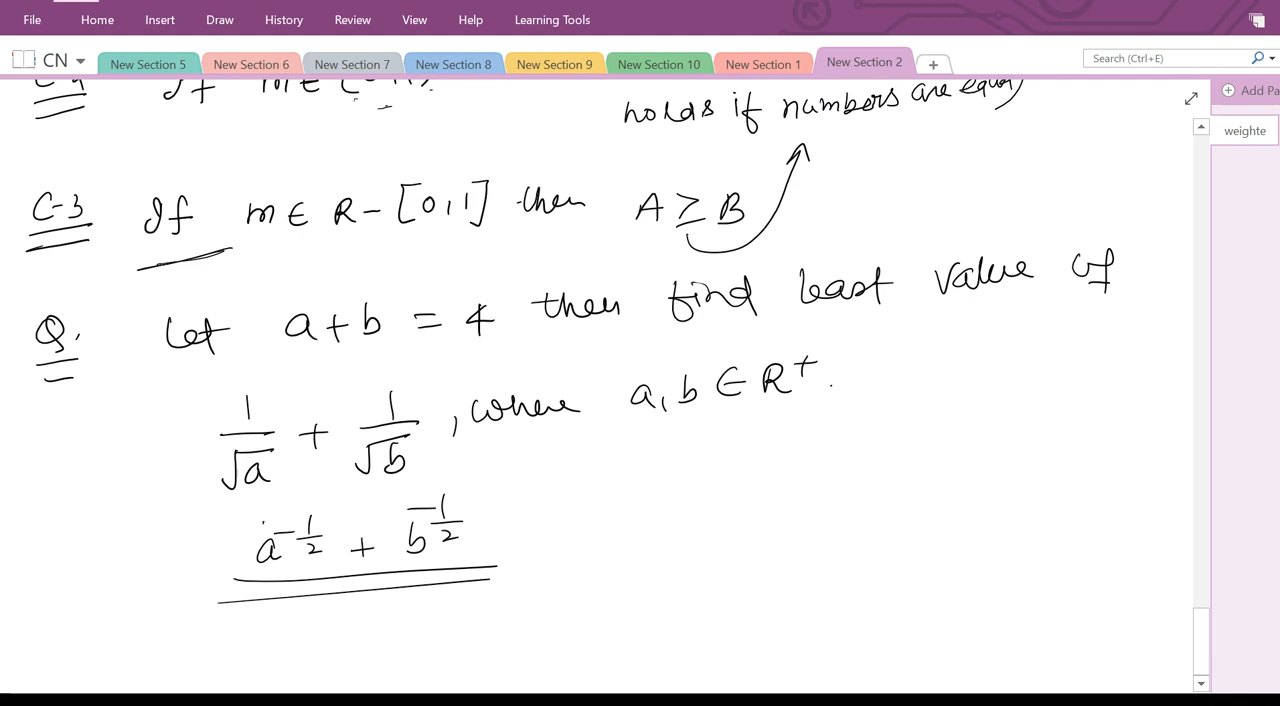 File Home Insert Draw History Review View Help Learning Tools
CN New Section 5 New Section 6 New Section 7 New Section 8 New Section 9 New Section 10 New Section 1 New Section 2 + Search (Ctrl+E)
Add Pa
weighte
If m ∈
holds if numbers are equal
C-3 If m ∈ R - [0,1] then A ≥ B
Q. Let a+b = 4 then find least value of
1/√a + 1/√b , where a, b ∈ R⁺.
a^(-1/2) + b^(-1/2)